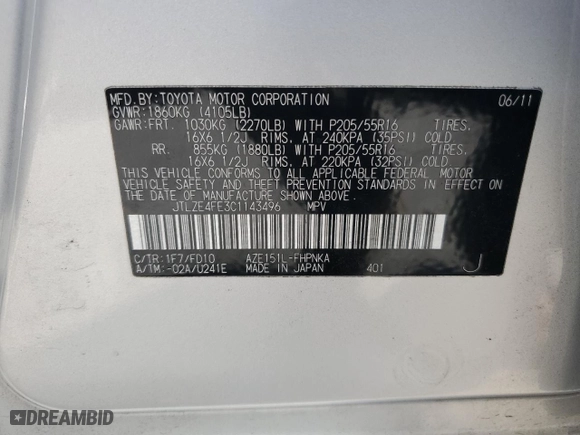 MFD.BY:TOYOTA MOTOR CORPORATION 06/11
GVWR:1860KG (4105LB)
GAWR:FRT. 1030KG (2270LB) WITH P205/55R16 TIRES.
16X6 1/2J RIMS. AT 240KPA (35PSI) COLD
RR. 855KG (1880LB) WITH P205/55R16 TIRES.
16X6 1/2J RIMS. AT 220KPA (32PSI) COLD.
THIS VEHICLE CONFORMS TO ALL APPLICABLE FEDERAL MOTOR
VEHICLE SAFETY AND THEFT PREVENTION STANDARDS IN EFFECT ON
THE DATE OF MANUFACTURE SHOWN ABOVE.
JTLZE4FE3C1143496 MPV
C/TR:1F7/FD10 AZE151L-FHPNKA
A/TM:-02A/U241E MADE IN JAPAN 401 J
DREAMBID